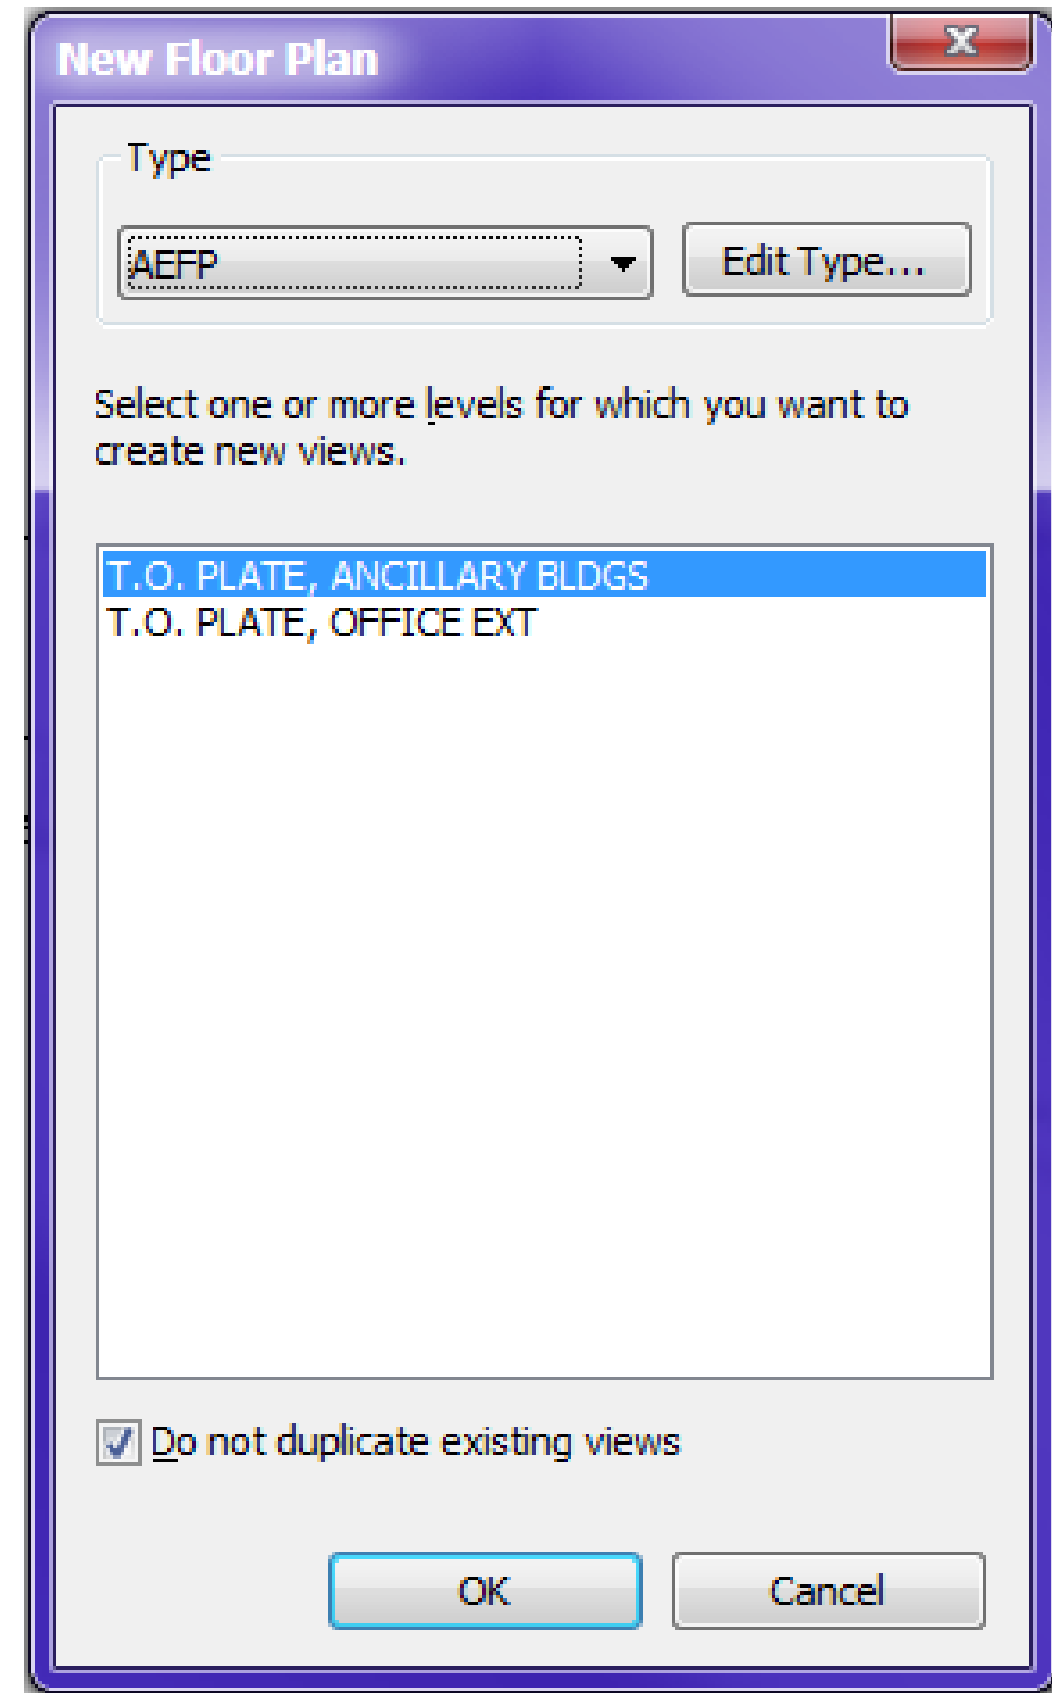 New Floor Plan
Type
AEFP
Edit Type...
Select one or more levels for which you want to
create new views.
T.O. PLATE, ANCILLARY BLDGS
T.O. PLATE, OFFICE EXT
Do not duplicate existing views
OK
Cancel